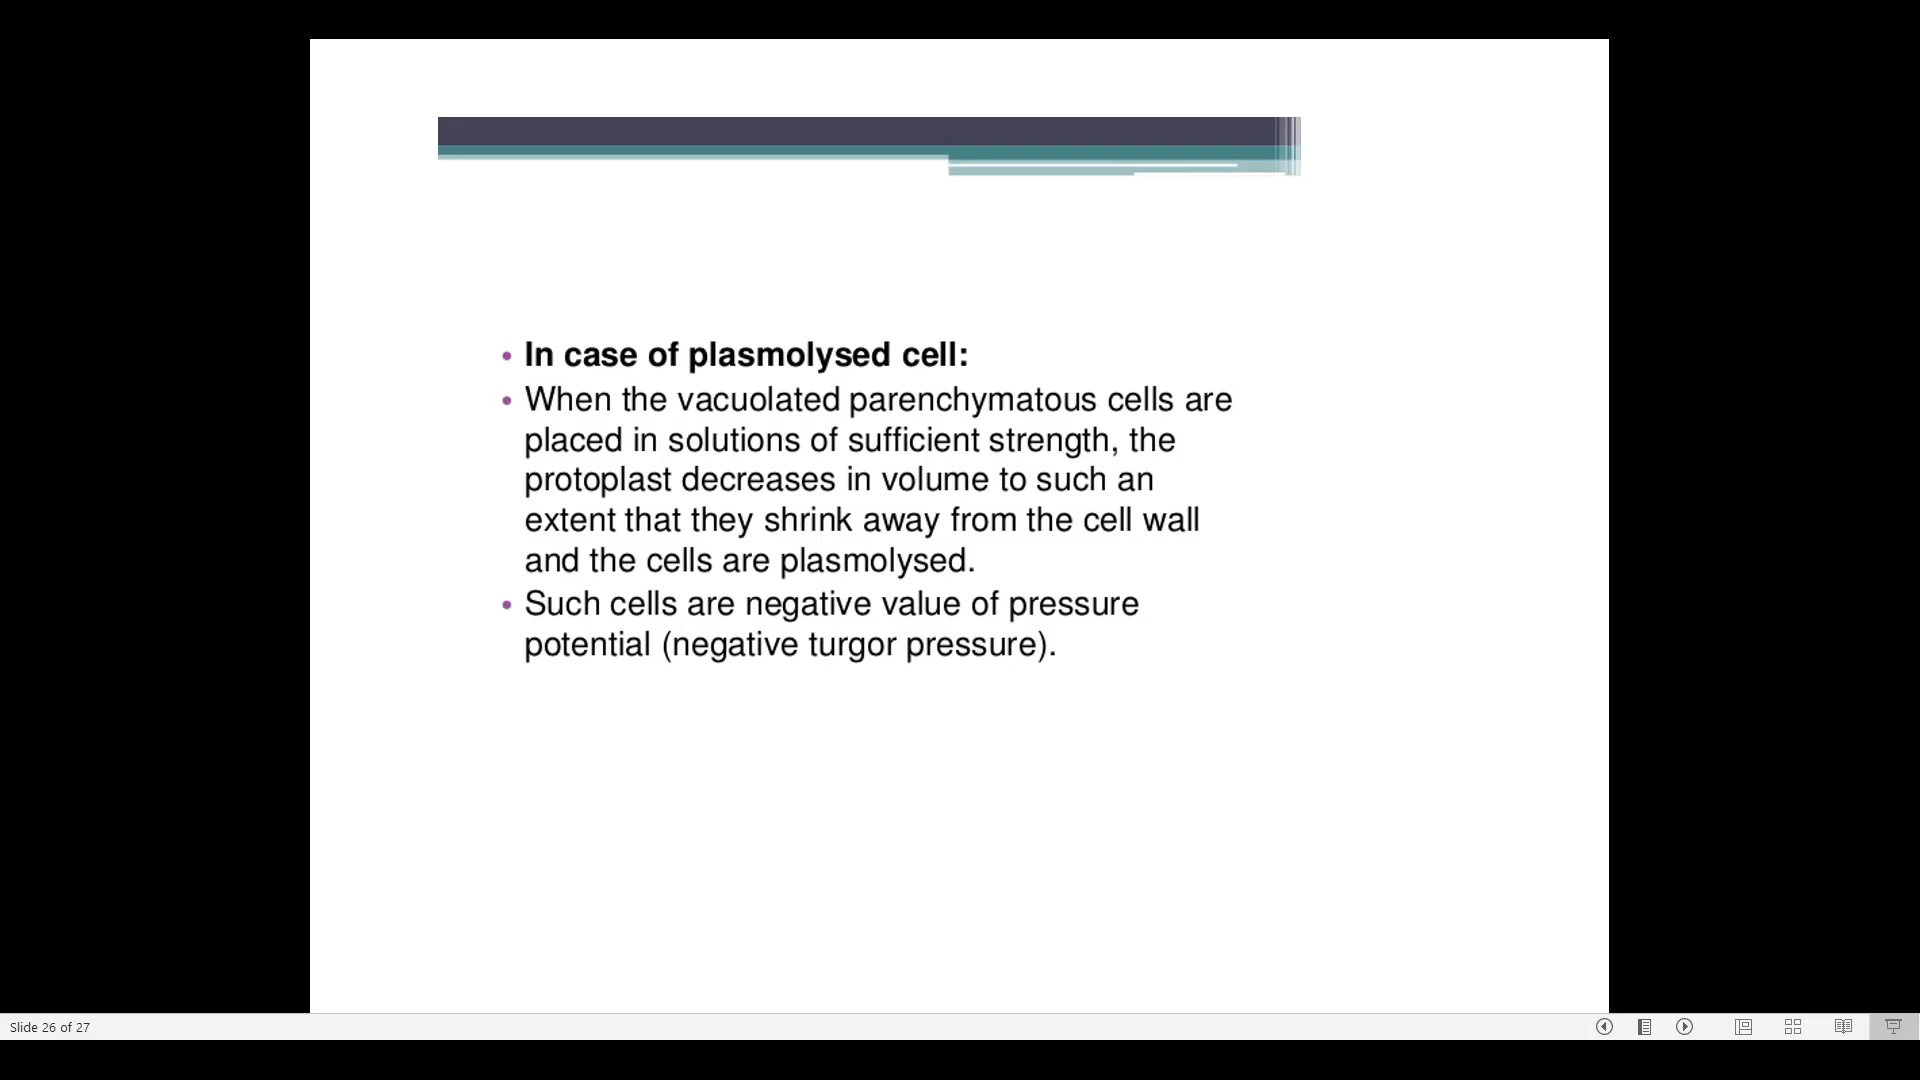 • In case of plasmolysed cell:
• When the vacuolated parenchymatous cells are
placed in solutions of sufficient strength, the
protoplast decreases in volume to such an
extent that they shrink away from the cell wall
and the cells are plasmolysed.
• Such cells are negative value of pressure
potential (negative turgor pressure).
Slide 26 of 27